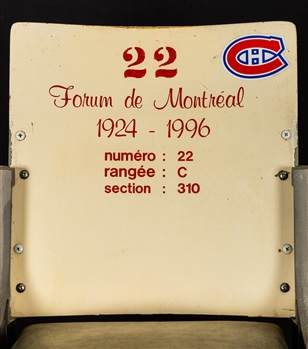 22
Forum de Montréal
1924 - 1996
numéro : 22
rangée : C
section : 310